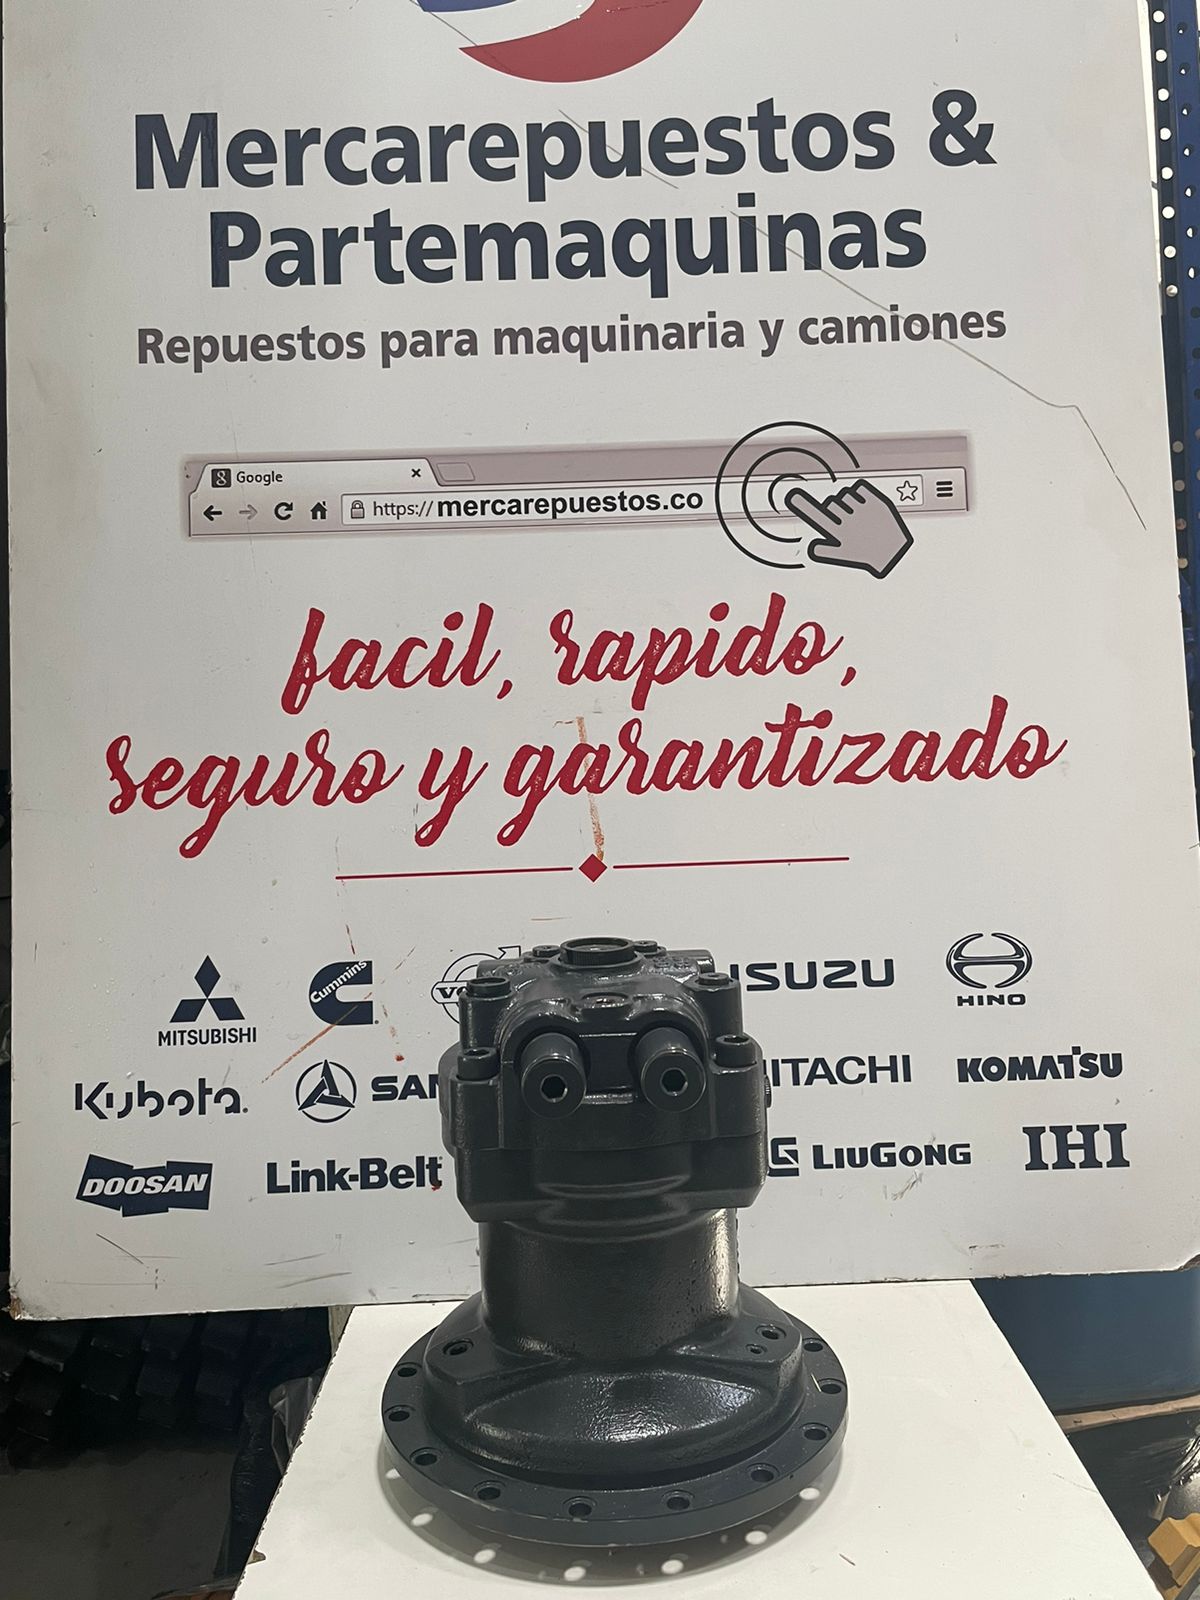 Mercarepuestos &
Partemaquinas
Repuestos para maquinaria y camiones
Google
https://mercarepuestos.co
facil, rapido,
seguro y garantizado
MITSUBISHI
Cummins
ISUZU
HINO
Kubota
KOMATSU
DOOSAN
Link-Belt
LIUGONG
IHI